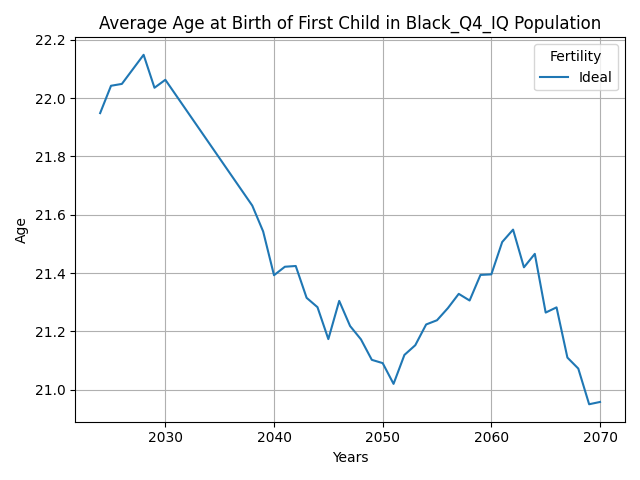 Average Age at Birth of First Child in Black_Q4_IQ Population
22.2
22.0
21.8
21.6
21.4
21.2
21.0
Age
Fertility
Ideal
2030
2040
2050
2060
2070
Years